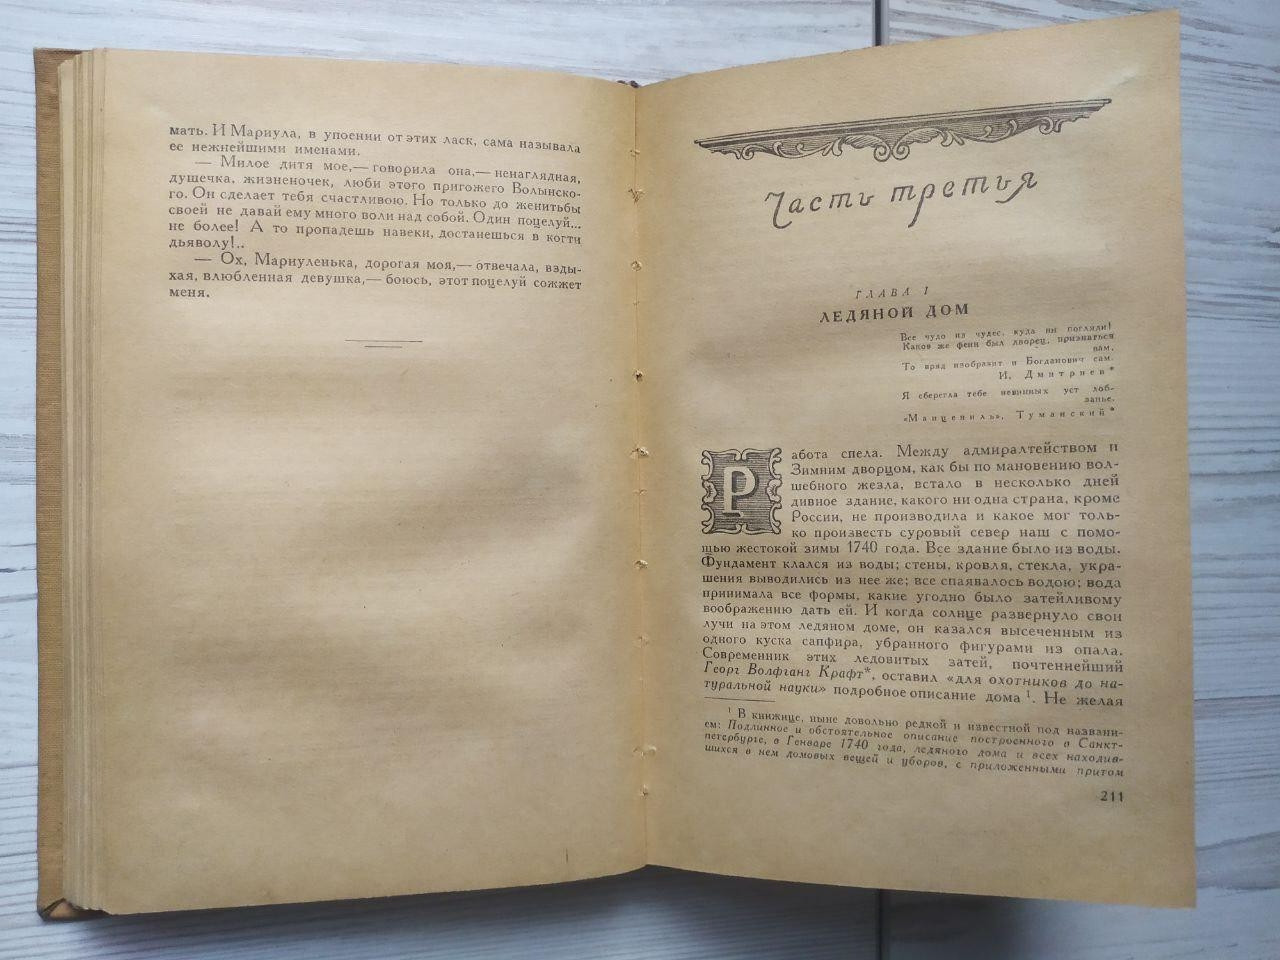 мать. И Мариула, в упоении от этих ласк, сама называла
ее нежнейшими именами.
— Милое дитя мое,— говорила она,— ненаглядная,
душечка, жизненочек, люби этого пригожего Волынско-
го. Он сделает тебя счастливою. Но только до женитьбы
своей не давай ему много воли над собой. Один поцелуй...
не более! А то пропадешь навеки, достанешься в когти
дьяволу!..
— Ох, Мариуленька, дорогая моя,— отвечала, взды-
хая, влюбленная девушка,— боюсь, этот поцелуй сожжет
меня.
Часть третья
ГЛАВА I
ЛЕДЯНОЙ ДОМ
Все чудо из чудес, куда ни погляди!
Каков же феин был дворец, признаться
вам,
То вряд изобразит и Богданович сам.
И. Дмитриев*
Я сберегла тебе невинных уст лоб-
занье.
«Манценил», Туманский*
Работа спела. Между адмиралтейством и
Зимним дворцом, как бы по мановению вол-
шебного жезла, встало в несколько дней
дивное здание, какого ни одна страна, кроме
России, не производила и какое мог толь-
ко произвесть суровый север наш с помо-
щью жестокой зимы 1740 года. Все здание было из воды.
Фундамент клался из воды; стены, кровля, стекла, укра-
шения выводились из нее же; все спаявалось водою; вода
принимала все формы, какие угодно было затейливому
воображению дать ей. И когда солнце развернуло свои
лучи на этом ледяном доме, он казался высеченным из
одного куска сапфира, убранного фигурами из опала.
Современник этих ледовитых затей, почтеннейший
Георг Волфганг Крафт*, оставил «для охотников до на-
туральной науки» подробное описание дома ¹. Не желая
¹ В книжице, ныне довольно редкой и известной под названи-
ем: Подлинное и обстоятельное описание построенного в Санкт-
петербурге, в Генваре 1740 года, ледяного дома и всех находив-
шихся в нем домовых вещей и уборов, с приложенными притом
211